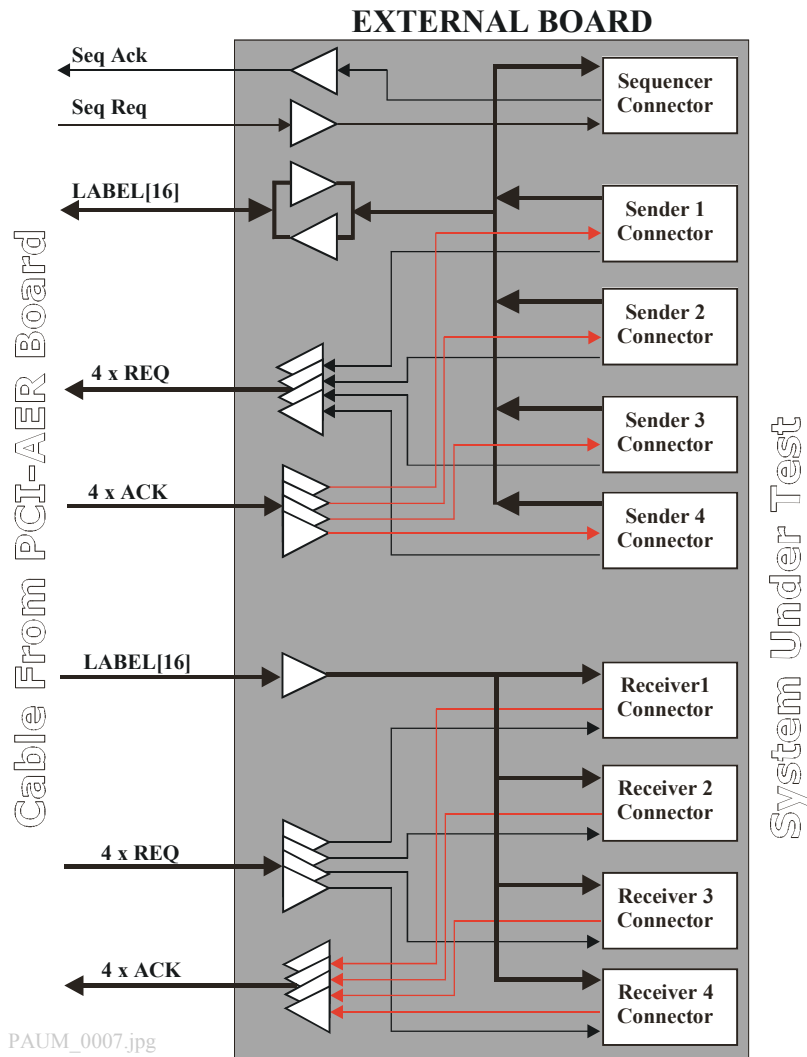 EXTERNAL BOARD
Seq Ack
Seq Req
LABEL[16]
4 x REQ
4 x ACK
LABEL[16]
4 x REQ
4 x ACK
Sequencer
Connector
Sender 1
Connector
Sender 2
Connector
Sender 3
Connector
Sender 4
Connector
Receiver1
Connector
Receiver 2
Connector
Receiver 3
Connector
Receiver 4
Connector
Cable From PCI-AER Board
System Under Test
PAUM_0007.jpg